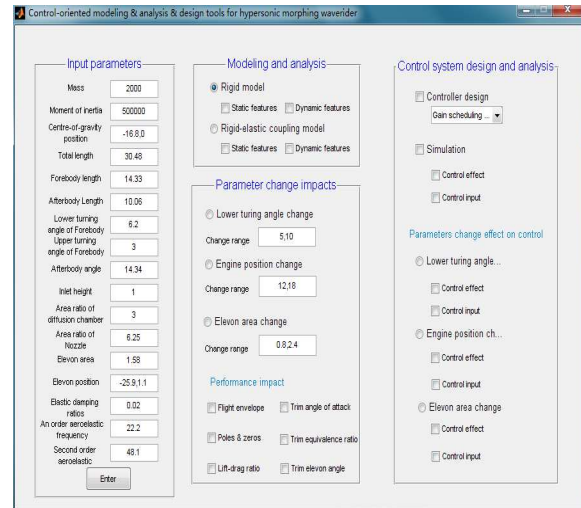 Control-oriented modeling & analysis & design tools for hypersonic morphing waverider
Input parameters
Mass 2000
Moment of inertia 500000
Centre-of-gravity
position -16.8,0
Total length 30.48
Forebody length 14.33
Afterbody Length 10.06
Lower turning
angle of Forebody 6.2
Upper turning
angle of Forebody 3
Afterbody angle 14.34
Inlet height 1
Area ratio of
diffusion chamber 3
Area ratio of
Nozzle 6.25
Elevon area 1.58
Elevon position -25.9,1.1
Elastic damping
ratios 0.02
An order aeroelastic
frequency 22.2
Second order
aeroelastic 48.1
Enter
Modeling and analysis
Rigid model
Static features Dynamic features
Rigid-elastic coupling model
Static features Dynamic features
Parameter change impacts
Lower turing angle change
Change range 5,10
Engine position change
Change range 12,18
Elevon area change
Change range 0.8,2.4
Performance impact
Flight envelope Trim angle of attack
Poles & zeros Trim equivalence ratio
Lift-drag ratio Trim elevon angle
Control system design and analysis
Controller design
Gain scheduling ...
Simulation
Control effect
Control input
Parameters change effect on control
Lower turing angle...
Control effect
Control input
Engine position ch...
Control effect
Control input
Elevon area change
Control effect
Control input